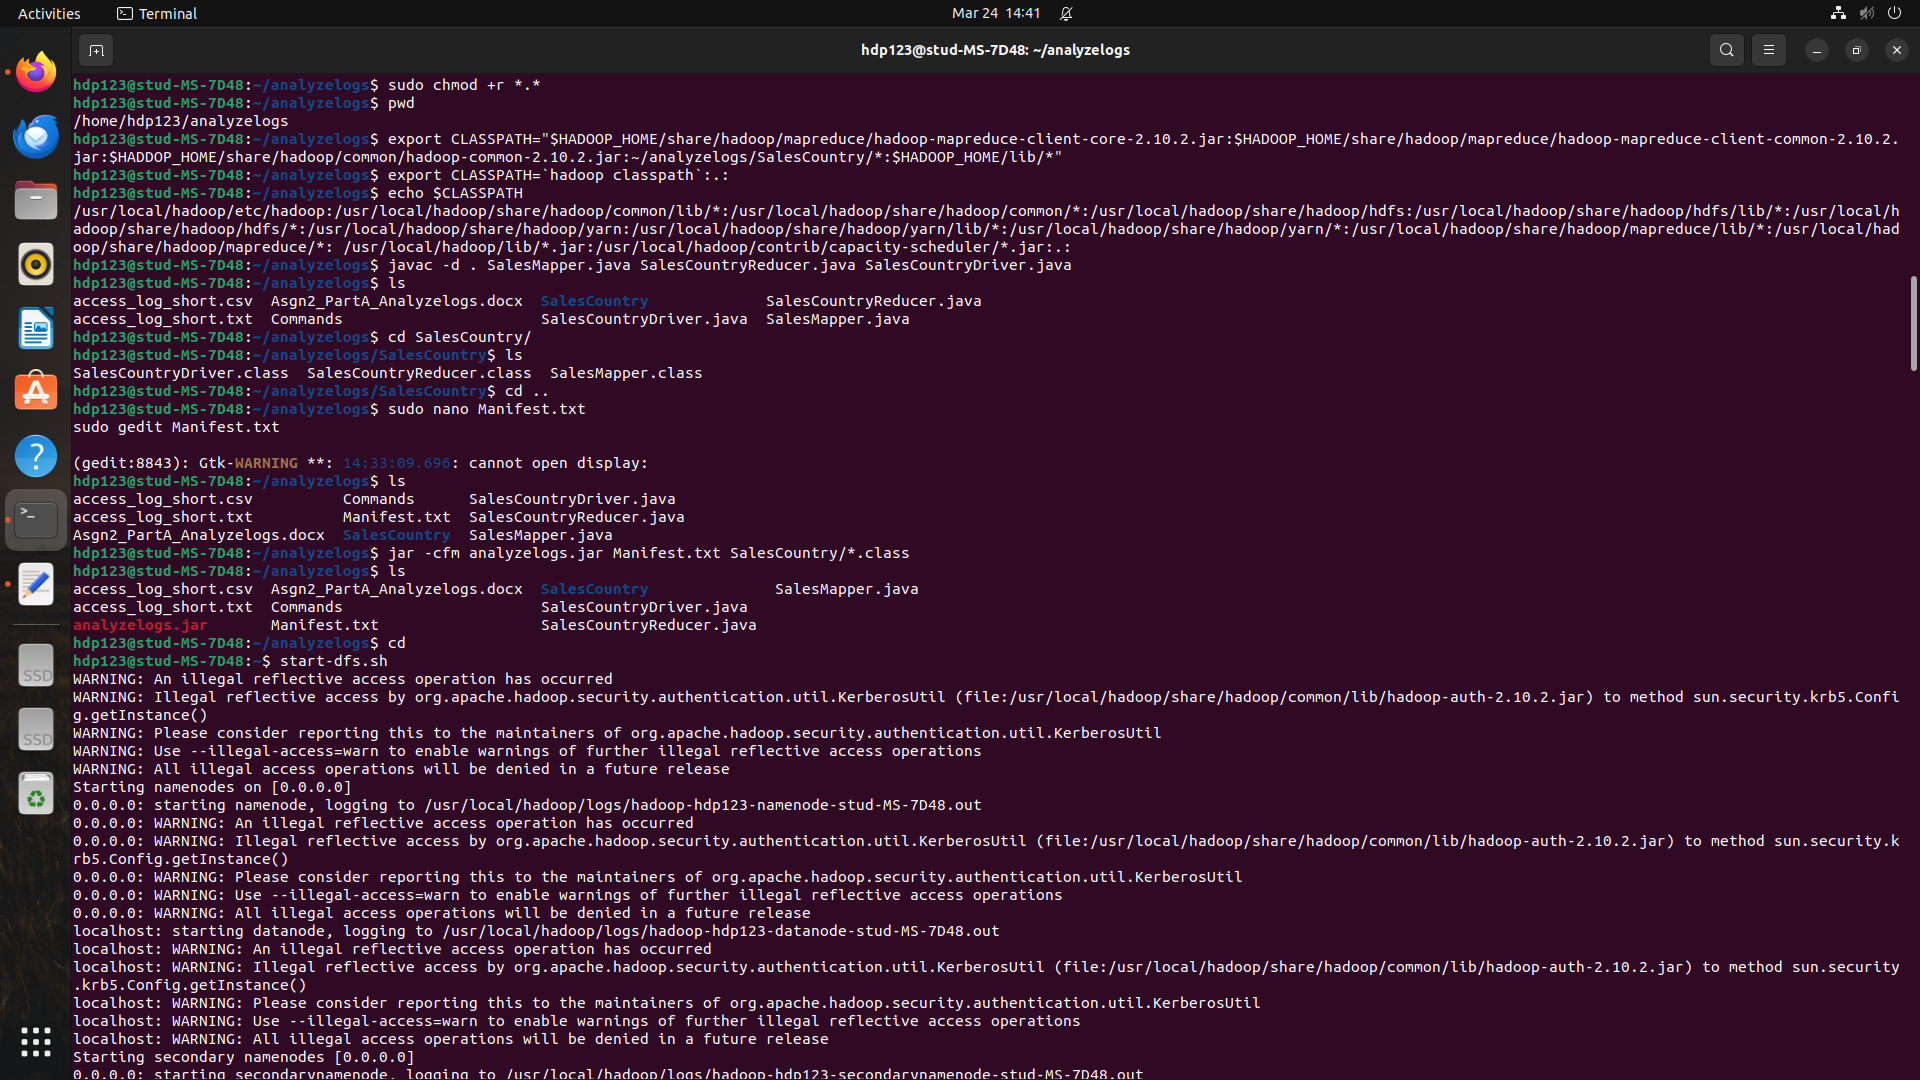 Activities
Terminal
Mar 24 14:41
hdp123@stud-MS-7D48: ~/analyzelogs
hdp123@stud-MS-7D48:~/analyzelogs$ sudo chmod +r *.*
hdp123@stud-MS-7D48:~/analyzelogs$ pwd
/home/hdp123/analyzelogs
hdp123@stud-MS-7D48:~/analyzelogs$ export CLASSPATH="$HADOOP_HOME/share/hadoop/mapreduce/hadoop-mapreduce-client-core-2.10.2.jar:$HADOOP_HOME/share/hadoop/mapreduce/hadoop-mapreduce-client-common-2.10.2.
jar:$HADDOP_HOME/share/hadoop/common/hadoop-common-2.10.2.jar:~/analyzelogs/SalesCountry/*:$HADOOP_HOME/lib/*"
hdp123@stud-MS-7D48:~/analyzelogs$ export CLASSPATH=`hadoop classpath`:.:
hdp123@stud-MS-7D48:~/analyzelogs$ echo $CLASSPATH
/usr/local/hadoop/etc/hadoop:/usr/local/hadoop/share/hadoop/common/lib/*:/usr/local/hadoop/share/hadoop/common/*:/usr/local/hadoop/share/hadoop/hdfs:/usr/local/hadoop/share/hadoop/hdfs/lib/*:/usr/local/h
adoop/share/hadoop/hdfs/*:/usr/local/hadoop/share/hadoop/yarn:/usr/local/hadoop/share/hadoop/yarn/lib/*:/usr/local/hadoop/share/hadoop/yarn/*:/usr/local/hadoop/share/hadoop/mapreduce/lib/*:/usr/local/had
oop/share/hadoop/mapreduce/*: /usr/local/hadoop/lib/*.jar:/usr/local/hadoop/contrib/capacity-scheduler/*.jar:.:
hdp123@stud-MS-7D48:~/analyzelogs$ javac -d . SalesMapper.java SalesCountryReducer.java SalesCountryDriver.java
hdp123@stud-MS-7D48:~/analyzelogs$ ls
access_log_short.csv  Asgn2_PartA_Analyzelogs.docx  SalesCountry             SalesCountryReducer.java
access_log_short.txt  Commands                      SalesCountryDriver.java  SalesMapper.java
hdp123@stud-MS-7D48:~/analyzelogs$ cd SalesCountry/
hdp123@stud-MS-7D48:~/analyzelogs/SalesCountry$ ls
SalesCountryDriver.class  SalesCountryReducer.class  SalesMapper.class
hdp123@stud-MS-7D48:~/analyzelogs/SalesCountry$ cd ..
hdp123@stud-MS-7D48:~/analyzelogs$ sudo nano Manifest.txt
sudo gedit Manifest.txt
(gedit:8843): Gtk-WARNING **: 14:33:09.696: cannot open display:
hdp123@stud-MS-7D48:~/analyzelogs$ ls
access_log_short.csv          Commands      SalesCountryDriver.java
access_log_short.txt          Manifest.txt  SalesCountryReducer.java
Asgn2_PartA_Analyzelogs.docx  SalesCountry  SalesMapper.java
hdp123@stud-MS-7D48:~/analyzelogs$ jar -cfm analyzelogs.jar Manifest.txt SalesCountry/*.class
hdp123@stud-MS-7D48:~/analyzelogs$ ls
access_log_short.csv  Asgn2_PartA_Analyzelogs.docx  SalesCountry              SalesMapper.java
access_log_short.txt  Commands                      SalesCountryDriver.java
analyzelogs.jar       Manifest.txt                  SalesCountryReducer.java
hdp123@stud-MS-7D48:~/analyzelogs$ cd
hdp123@stud-MS-7D48:~$ start-dfs.sh
WARNING: An illegal reflective access operation has occurred
WARNING: Illegal reflective access by org.apache.hadoop.security.authentication.util.KerberosUtil (file:/usr/local/hadoop/share/hadoop/common/lib/hadoop-auth-2.10.2.jar) to method sun.security.krb5.Confi
g.getInstance()
WARNING: Please consider reporting this to the maintainers of org.apache.hadoop.security.authentication.util.KerberosUtil
WARNING: Use --illegal-access=warn to enable warnings of further illegal reflective access operations
WARNING: All illegal access operations will be denied in a future release
Starting namenodes on [0.0.0.0]
0.0.0.0: starting namenode, logging to /usr/local/hadoop/logs/hadoop-hdp123-namenode-stud-MS-7D48.out
0.0.0.0: WARNING: An illegal reflective access operation has occurred
0.0.0.0: WARNING: Illegal reflective access by org.apache.hadoop.security.authentication.util.KerberosUtil (file:/usr/local/hadoop/share/hadoop/common/lib/hadoop-auth-2.10.2.jar) to method sun.security.k
rb5.Config.getInstance()
0.0.0.0: WARNING: Please consider reporting this to the maintainers of org.apache.hadoop.security.authentication.util.KerberosUtil
0.0.0.0: WARNING: Use --illegal-access=warn to enable warnings of further illegal reflective access operations
0.0.0.0: WARNING: All illegal access operations will be denied in a future release
localhost: starting datanode, logging to /usr/local/hadoop/logs/hadoop-hdp123-datanode-stud-MS-7D48.out
localhost: WARNING: An illegal reflective access operation has occurred
localhost: WARNING: Illegal reflective access by org.apache.hadoop.security.authentication.util.KerberosUtil (file:/usr/local/hadoop/share/hadoop/common/lib/hadoop-auth-2.10.2.jar) to method sun.security
.krb5.Config.getInstance()
localhost: WARNING: Please consider reporting this to the maintainers of org.apache.hadoop.security.authentication.util.KerberosUtil
localhost: WARNING: Use --illegal-access=warn to enable warnings of further illegal reflective access operations
localhost: WARNING: All illegal access operations will be denied in a future release
Starting secondary namenodes [0.0.0.0]
0.0.0.0: starting secondarynamenode, logging to /usr/local/hadoop/logs/hadoop-hdp123-secondarynamenode-stud-MS-7D48.out
SSD
SSD